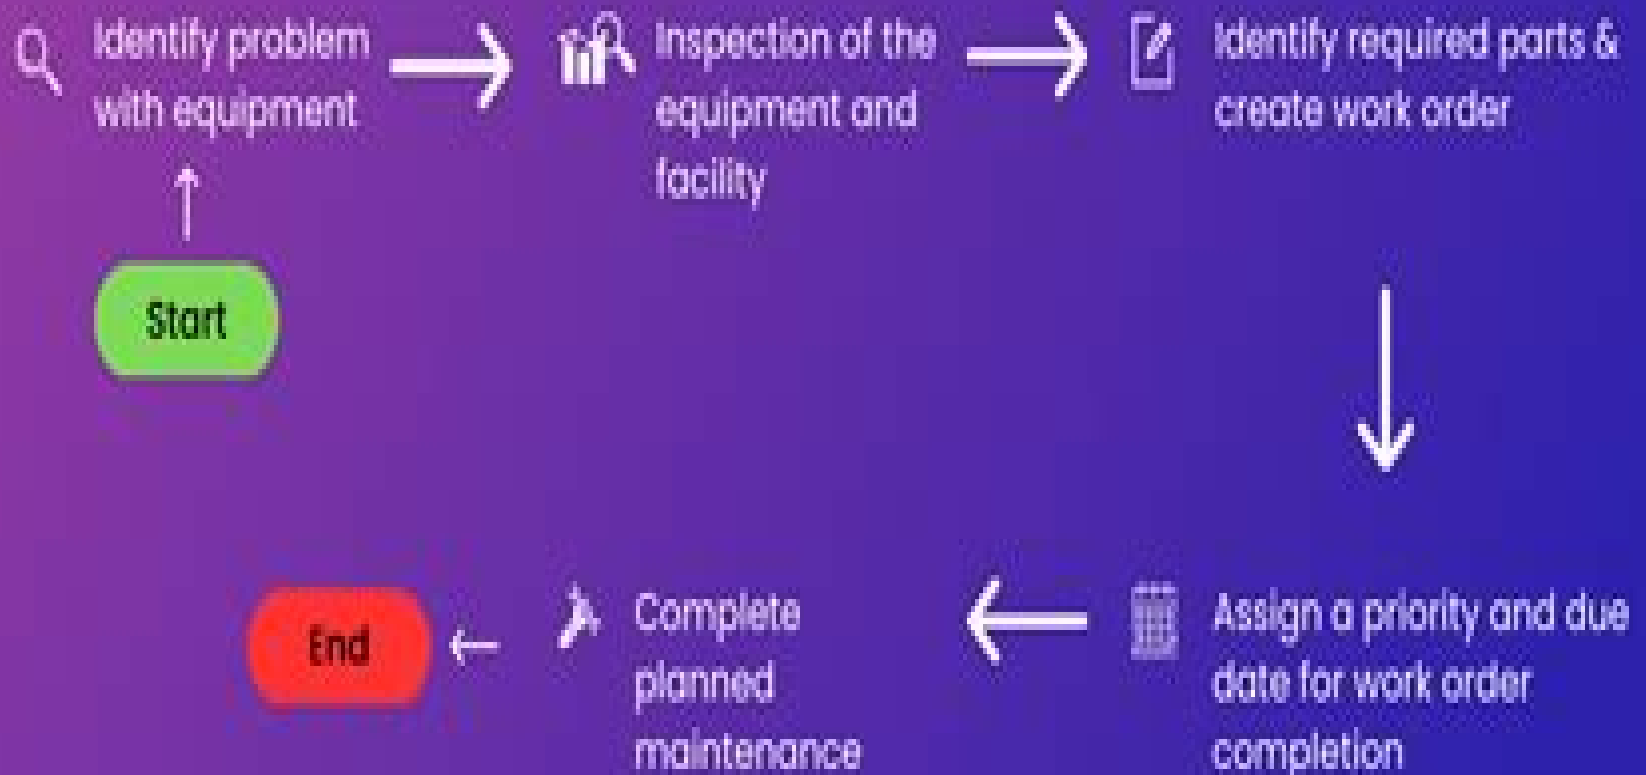 Identify problem
with equipment
Inspection of the
equipment and
facility
Identify required parts &
create work order
Start
Assign a priority and due
date for work order
completion
Complete
planned
maintenance
End